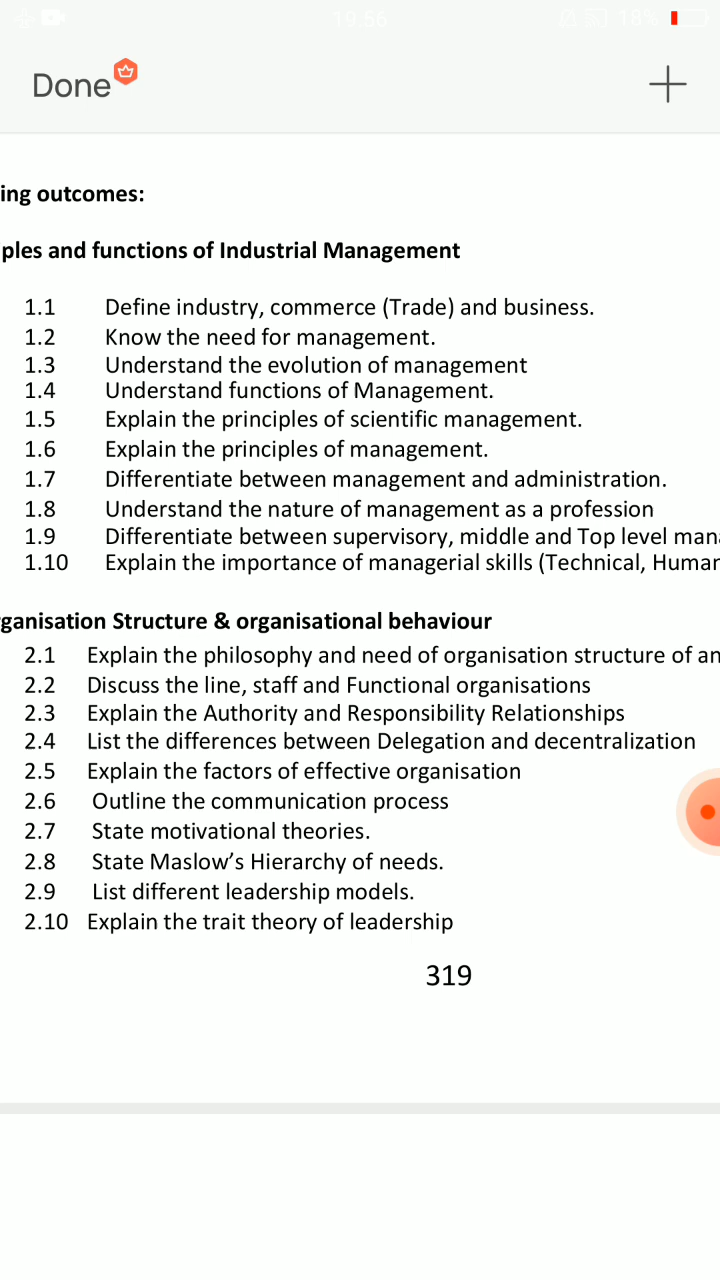 19:56
18%
Done
ing outcomes:
ples and functions of Industrial Management
1.1 Define industry, commerce (Trade) and business.
1.2 Know the need for management.
1.3 Understand the evolution of management
1.4 Understand functions of Management.
1.5 Explain the principles of scientific management.
1.6 Explain the principles of management.
1.7 Differentiate between management and administration.
1.8 Understand the nature of management as a profession
1.9 Differentiate between supervisory, middle and Top level man
1.10 Explain the importance of managerial skills (Technical, Human
ganisation Structure & organisational behaviour
2.1 Explain the philosophy and need of organisation structure of an
2.2 Discuss the line, staff and Functional organisations
2.3 Explain the Authority and Responsibility Relationships
2.4 List the differences between Delegation and decentralization
2.5 Explain the factors of effective organisation
2.6 Outline the communication process
2.7 State motivational theories.
2.8 State Maslow’s Hierarchy of needs.
2.9 List different leadership models.
2.10 Explain the trait theory of leadership
319